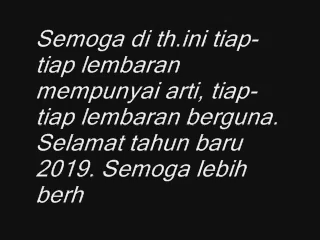 Semoga di th.ini tiap-
tiap lembaran
mempunyai arti, tiap-
tiap lembaran berguna.
Selamat tahun baru
2019. Semoga lebih
berh